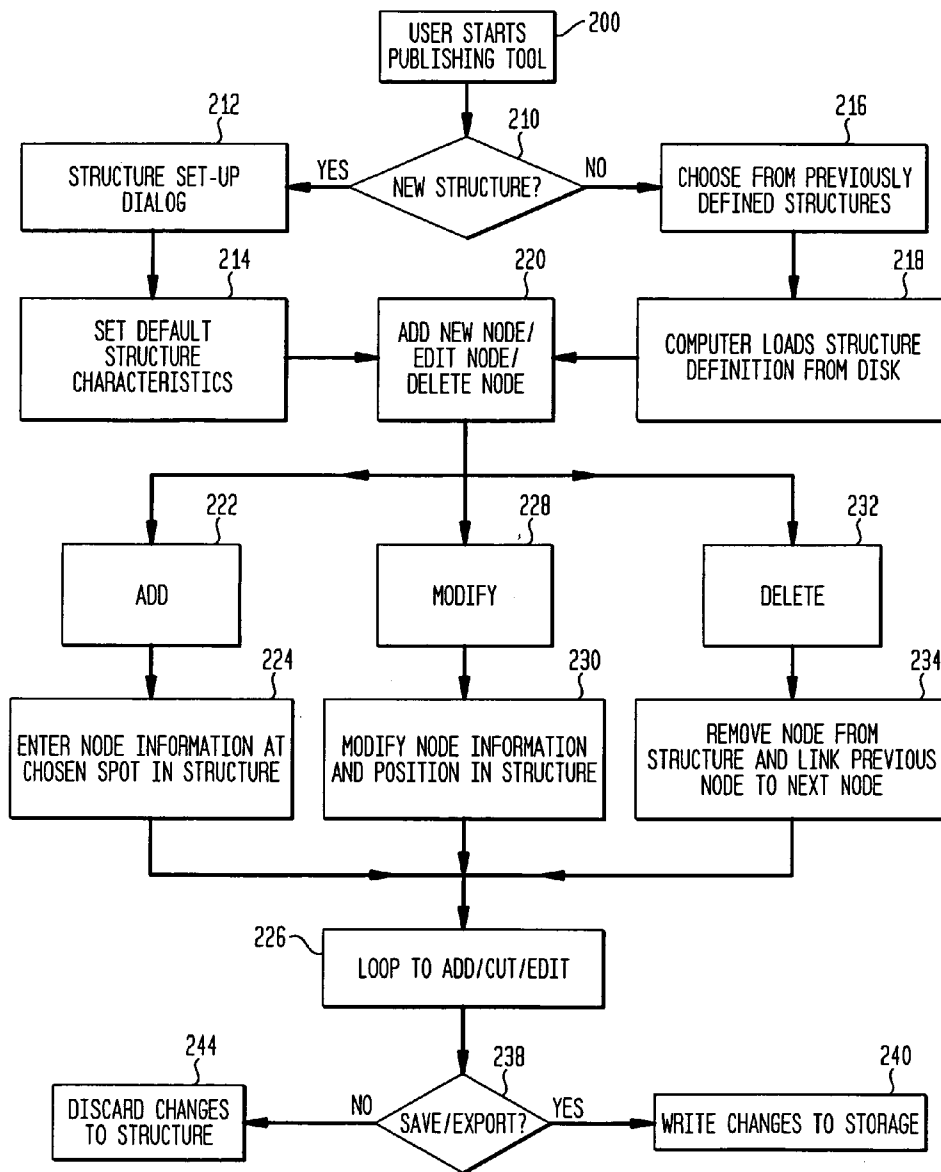 USER STARTS
PUBLISHING TOOL
200
212
210
216
STRUCTURE SET-UP
DIALOG
YES
NEW STRUCTURE?
NO
CHOOSE FROM PREVIOUSLY
DEFINED STRUCTURES
214
220
218
SET DEFAULT
STRUCTURE
CHARACTERISTICS
ADD NEW NODE/
EDIT NODE/
DELETE NODE
COMPUTER LOADS STRUCTURE
DEFINITION FROM DISK
222
228
232
ADD
MODIFY
DELETE
224
230
234
ENTER NODE INFORMATION AT
CHOSEN SPOT IN STRUCTURE
MODIFY NODE INFORMATION
AND POSITION IN STRUCTURE
REMOVE NODE FROM
STRUCTURE AND LINK PREVIOUS
NODE TO NEXT NODE
226
LOOP TO ADD/CUT/EDIT
244
238
240
DISCARD CHANGES
TO STRUCTURE
NO
SAVE/EXPORT?
YES
WRITE CHANGES TO STORAGE